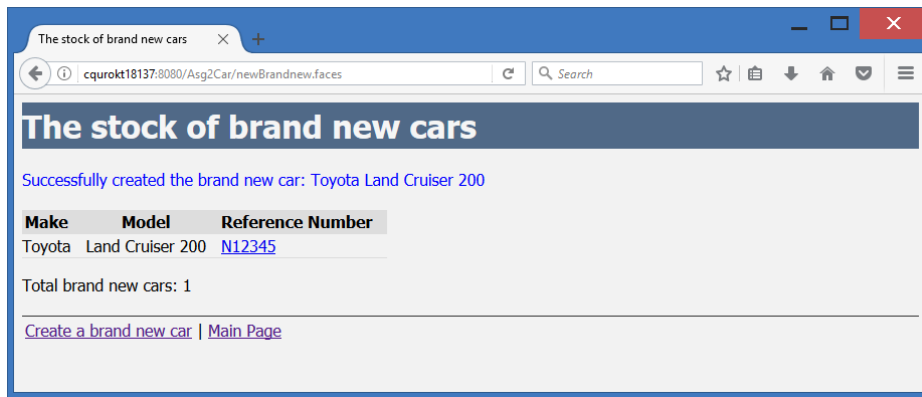 The stock of brand new cars
cqurokt18137:8080/Asg2Car/newBrandnew.faces
Search
The stock of brand new cars
Successfully created the brand new car: Toyota Land Cruiser 200
Make Model Reference Number
Toyota Land Cruiser 200 N12345
Total brand new cars: 1
Create a brand new car | Main Page